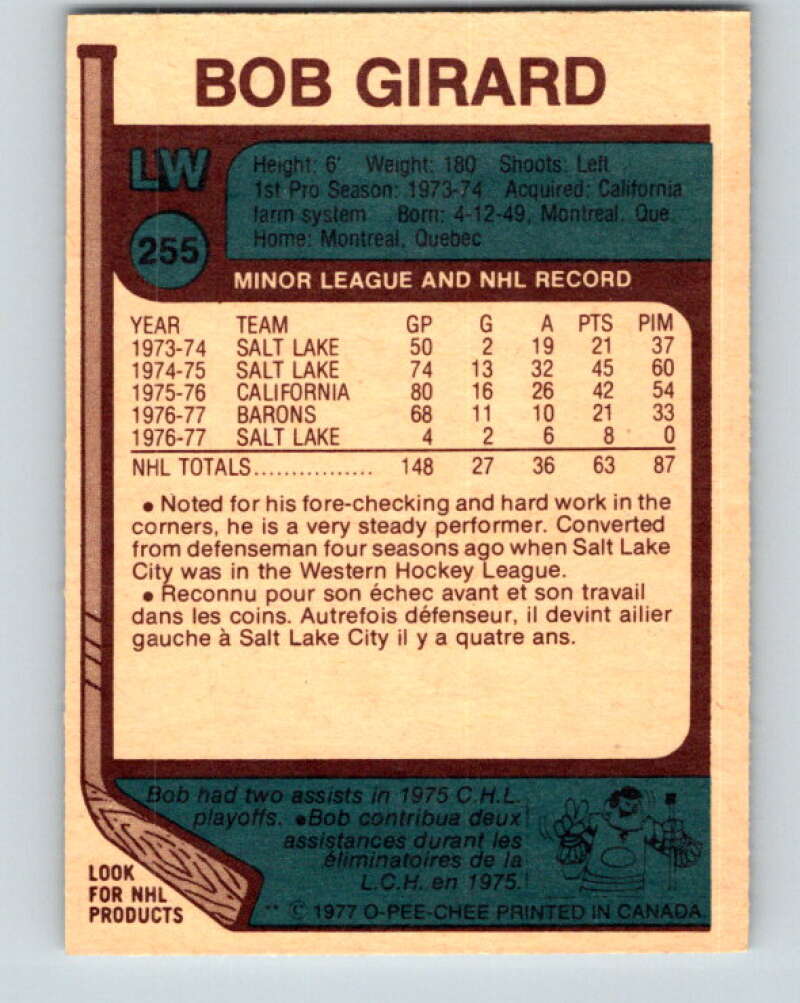 BOB GIRARD
LW
255
Height: 6' Weight: 180 Shoots: Left
1st Pro Season: 1973-74 Acquired: California
farm system Born: 4-12-49, Montreal, Que.
Home: Montreal, Quebec
MINOR LEAGUE AND NHL RECORD
YEAR TEAM GP G A PTS PIM
1973-74 SALT LAKE 50 2 19 21 37
1974-75 SALT LAKE 74 13 32 45 60
1975-76 CALIFORNIA 80 16 26 42 54
1976-77 BARONS 68 11 10 21 33
1976-77 SALT LAKE 4 2 6 8 0
NHL TOTALS................ 148 27 36 63 87
• Noted for his fore-checking and hard work in the
corners, he is a very steady performer. Converted
from defenseman four seasons ago when Salt Lake
City was in the Western Hockey League.
• Reconnu pour son échec avant et son travail
dans les coins. Autrefois défenseur, il devint ailier
gauche à Salt Lake City il y a quatre ans.
Bob had two assists in 1975 C.H.L.
playoffs. •Bob contribua deux
assistances durant les
éliminatoires de la
L.C.H. en 1975.
LOOK
FOR NHL
PRODUCTS
** © 1977 O-PEE-CHEE PRINTED IN CANADA.